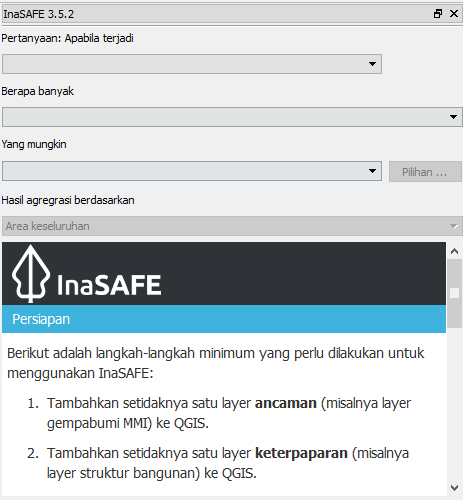 InaSAFE 3.5.2
Pertanyaan: Apabila terjadi
Berapa banyak
Yang mungkin
Pilihan ...
Hasil agregrasi berdasarkan
Area keseluruhan
InaSAFE
Persiapan
Berikut adalah langkah-langkah minimum yang perlu dilakukan untuk
menggunakan InaSAFE:
1. Tambahkan setidaknya satu layer ancaman (misalnya layer
gempabumi MMI) ke QGIS.
2. Tambahkan setidaknya satu layer keterpaparan (misalnya
layer struktur bangunan) ke QGIS.